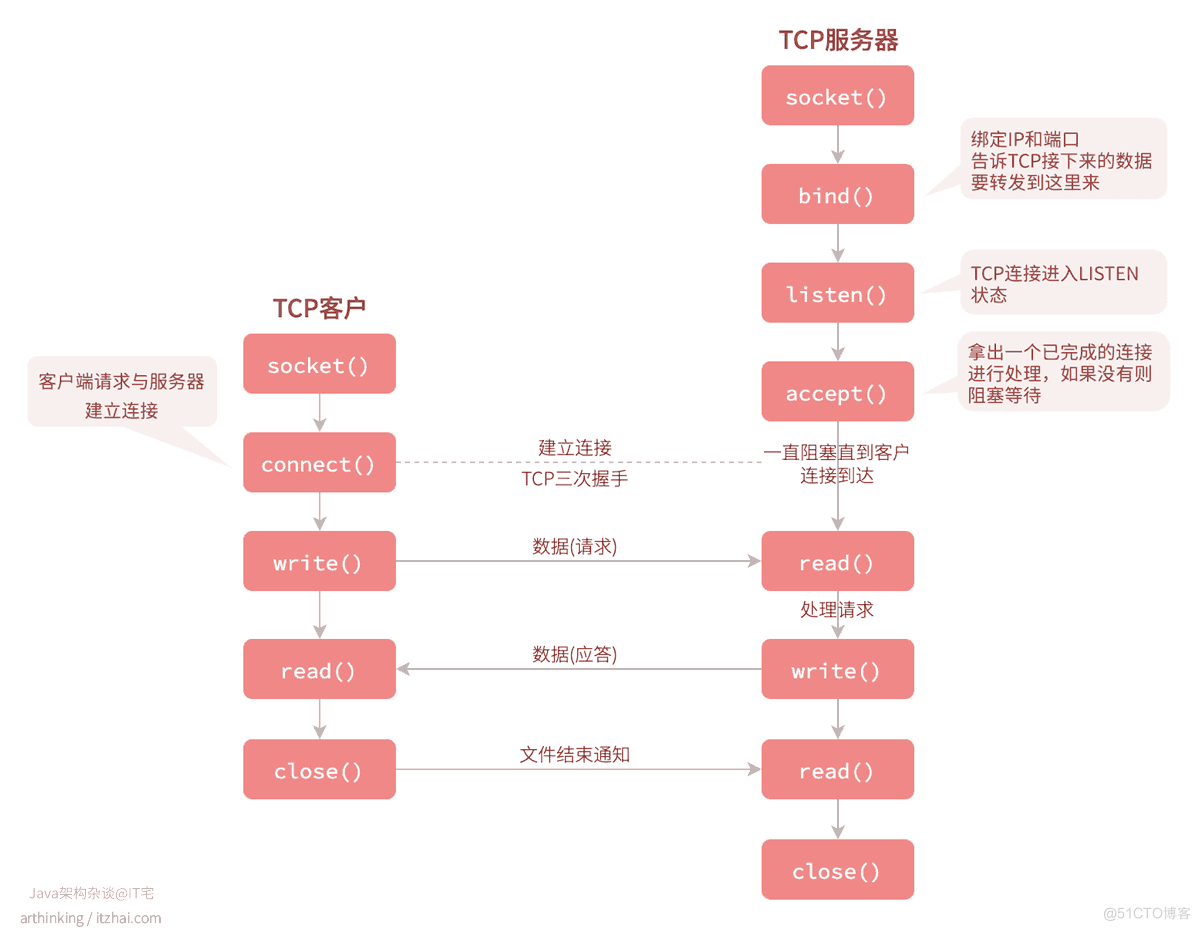 TCP服务器
socket()
bind()
绑定IP和端口
告诉TCP接下来的数据
要转发到这里来
listen()
TCP连接进入LISTEN
状态
accept()
拿出一个已完成的连接
进行处理，如果没有则
阻塞等待
TCP客户
socket()
客户端请求与服务器
建立连接
connect()
建立连接
TCP三次握手
一直阻塞直到客户
连接到达
write()
数据(请求)
read()
处理请求
read()
数据(应答)
write()
close()
文件结束通知
read()
close()
Java架构杂谈@IT宅
arthinking / itzhai.com
@51CTO博客